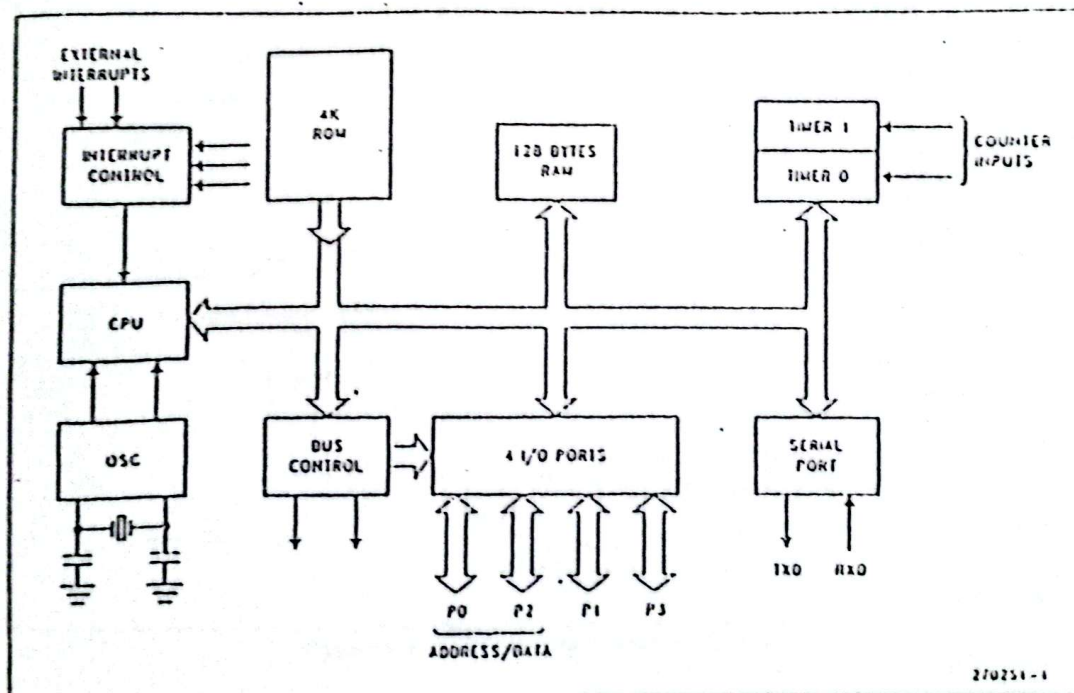 EXTERNAL
INTERRUPTS
INTERRUPT
CONTROL
4K
ROM
128 BYTES
RAM
TIMER 1
TIMER 0
COUNTER
INPUTS
CPU
OSC
BUS
CONTROL
4 I/O PORTS
SERIAL
PORT
TXD RXD
P0 P2 P1 P3
ADDRESS/DATA